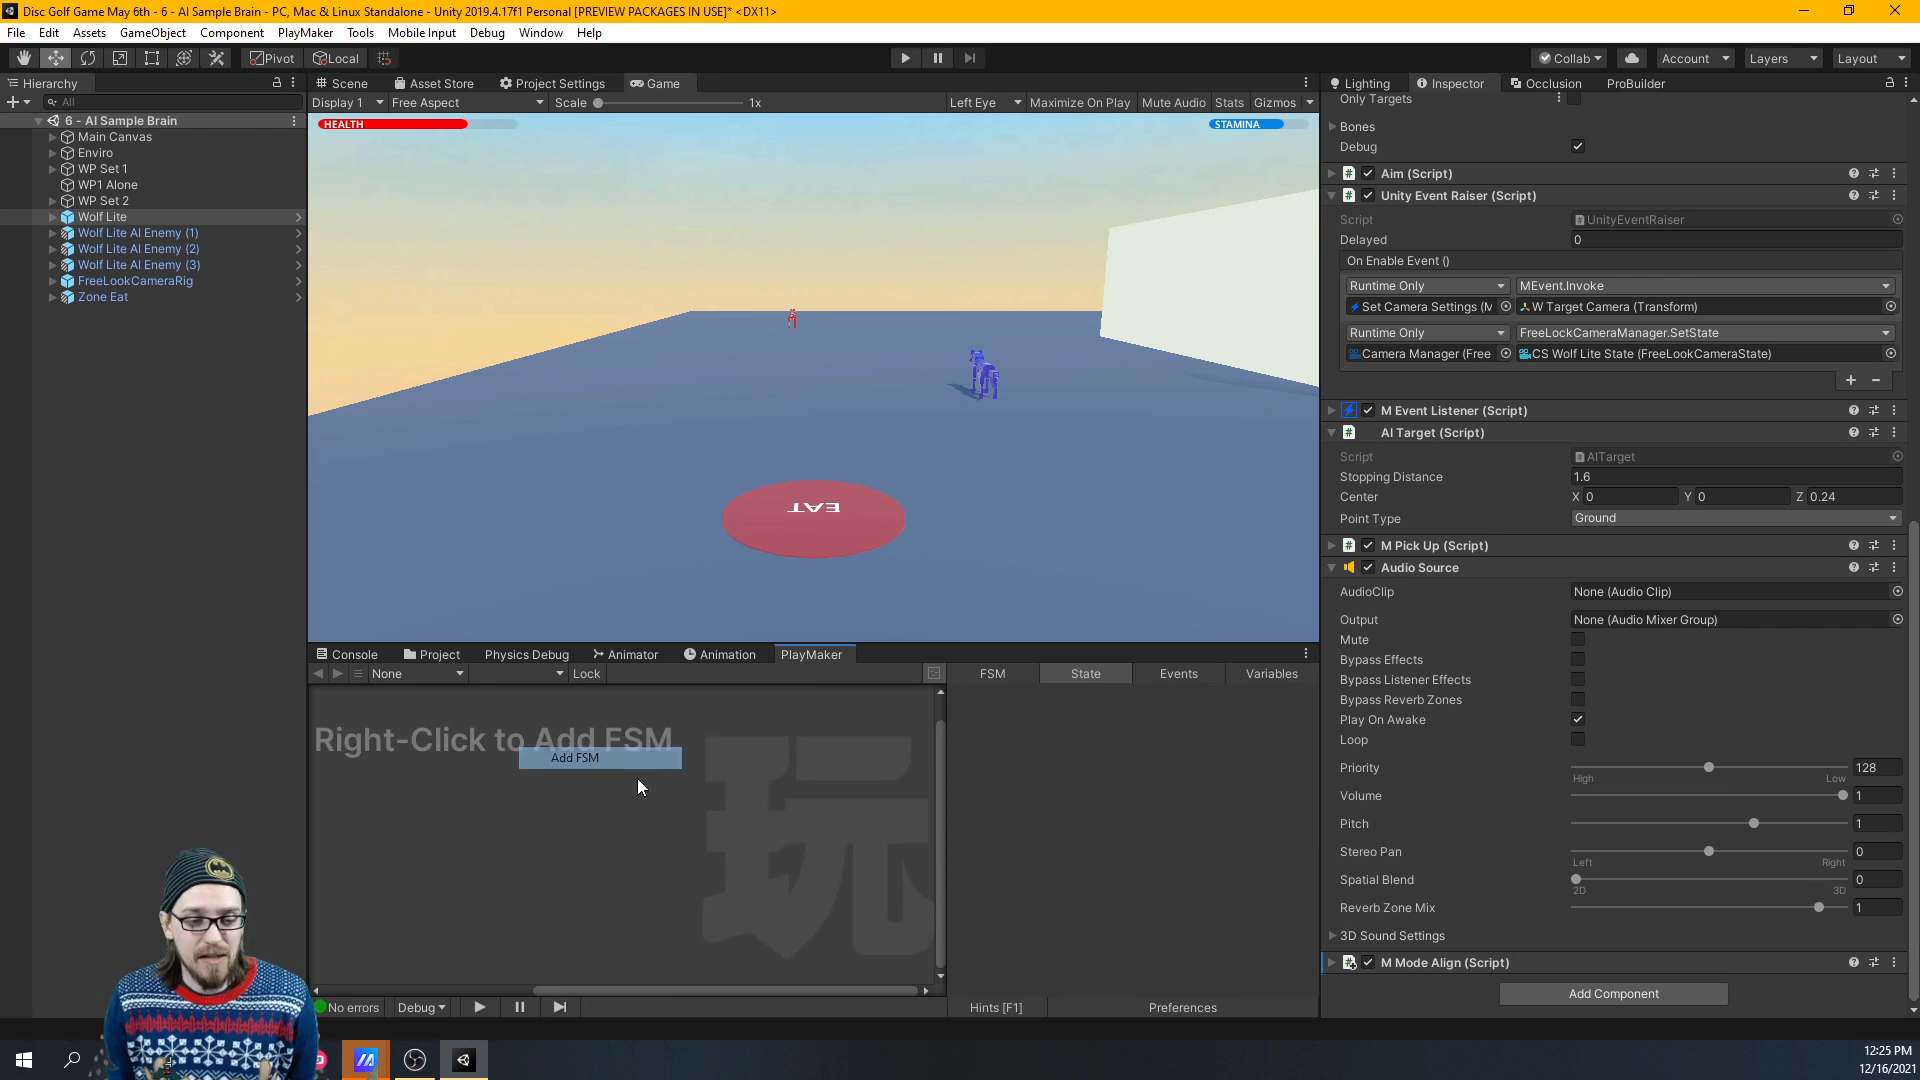 Disc Golf Game May 6th - 6 - AI Sample Brain - PC, Mac & Linux Standalone - Unity 2019.4.17f1 Personal [PREVIEW PACKAGES IN USE]* <DX11>
File Edit Assets GameObject Component PlayMaker Tools Mobile Input Debug Window Help
Pivot Local Collab Account Layers Layout
Hierarchy
All
6 - AI Sample Brain
Main Canvas
Enviro
WP Set 1
WP1 Alone
WP Set 2
Wolf Lite
Wolf Lite AI Enemy (1)
Wolf Lite AI Enemy (2)
Wolf Lite AI Enemy (3)
FreeLookCameraRig
Zone Eat
Scene Asset Store Project Settings Game
Display 1 Free Aspect Scale 1x Left Eye Maximize On Play Mute Audio Stats Gizmos
HEALTH STAMINA
EAT
Console Project Physics Debug Animator Animation PlayMaker
None Lock FSM State Events Variables
Right-Click to Add FSM
Add FSM
玩
No errors Debug Hints [F1] Preferences
Lighting Inspector Occlusion ProBuilder
Only Targets
Bones
Debug
Aim (Script)
Unity Event Raiser (Script)
Script UnityEventRaiser
Delayed 0
On Enable Event ()
Runtime Only MEvent.Invoke
Set Camera Settings (M W Target Camera (Transform)
Runtime Only FreeLockCameraManager.SetState
Camera Manager (Free CS Wolf Lite State (FreeLookCameraState)
M Event Listener (Script)
AI Target (Script)
Script AITarget
Stopping Distance 1.6
Center X 0 Y 0 Z 0.24
Point Type Ground
M Pick Up (Script)
Audio Source
AudioClip None (Audio Clip)
Output None (Audio Mixer Group)
Mute
Bypass Effects
Bypass Listener Effects
Bypass Reverb Zones
Play On Awake
Loop
Priority 128
High Low
Volume 1
Pitch 1
Stereo Pan 0
Left Right
Spatial Blend 0
2D 3D
Reverb Zone Mix 1
3D Sound Settings
M Mode Align (Script)
Add Component
12:25 PM
12/16/2021